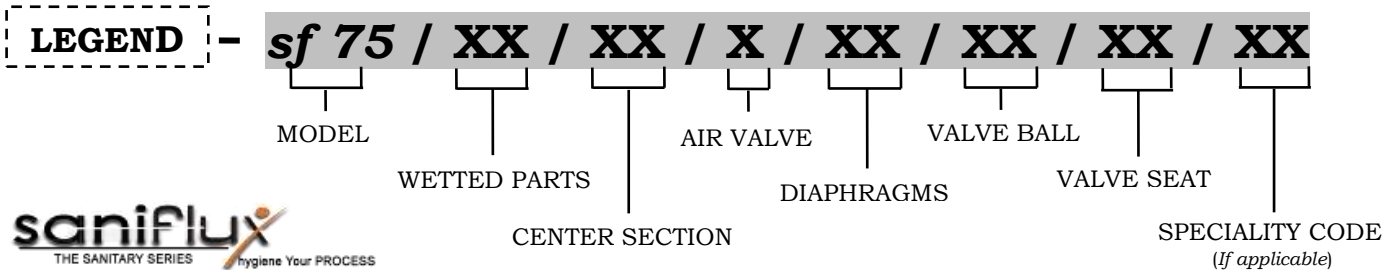 LEGEND – sf 75 / XX / XX / X / XX / XX / XX / XX
MODEL
AIR VALVE
VALVE BALL
WETTED PARTS
DIAPHRAGMS
VALVE SEAT
CENTER SECTION
SPECIALITY CODE
(If applicable)
saniflux
THE SANITARY SERIES
hygiene Your PROCESS